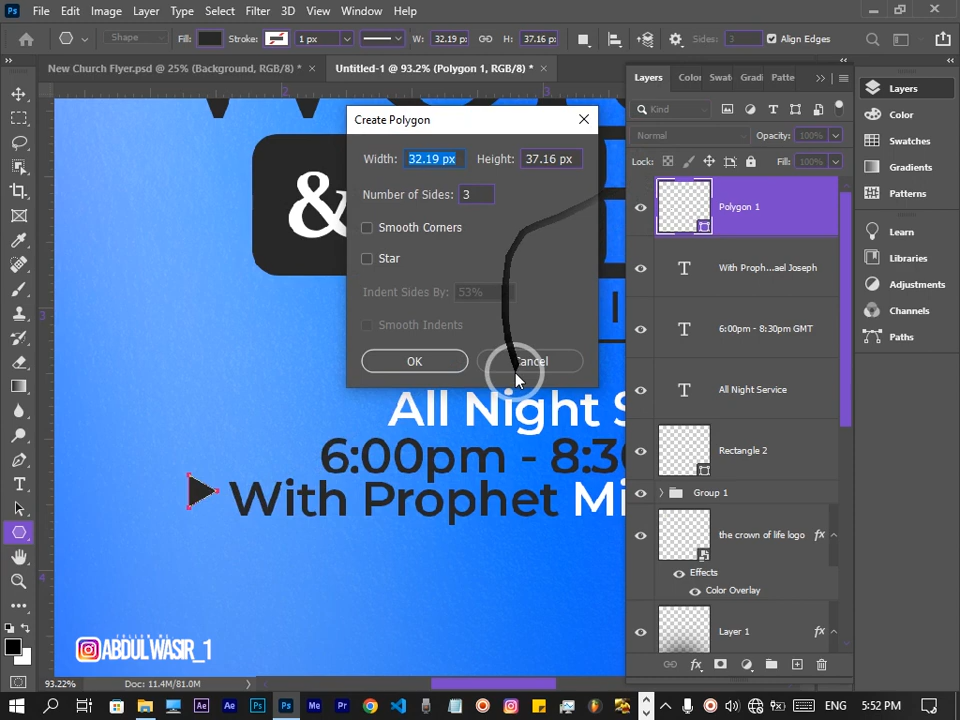 Ps File Edit Image Layer Type Select Filter 3D View Window Help
Shape Fill: Stroke: 1 px W: 32.19 px H: 37.16 px Sides: 3 Align Edges
New Church Flyer.psd @ 25% (Background, RGB/8) * × Untitled-1 @ 93.2% (Polygon 1, RGB/8) * ×
Create Polygon
Width: 32.19 px Height: 37.16 px
Number of Sides: 3
Smooth Corners
Star
Indent Sides By: 53%
Smooth Indents
OK Cancel
&
All Night S
6:00pm - 8:30
With Prophet Mi
ABDULWASIR_1
Layers Color Swat Gradi Patte
Kind
Normal Opacity: 100%
Lock: Fill: 100%
Polygon 1
With Proph...ael Joseph
6:00pm - 8:30pm GMT
All Night Service
Rectangle 2
Group 1
the crown of life logo fx
Effects
Color Overlay
Layer 1 fx
Layers
Color
Swatches
Gradients
Patterns
Learn
Libraries
Adjustments
Channels
Paths
93.22% Doc: 11.4M/81.0M
ENG 5:52 PM